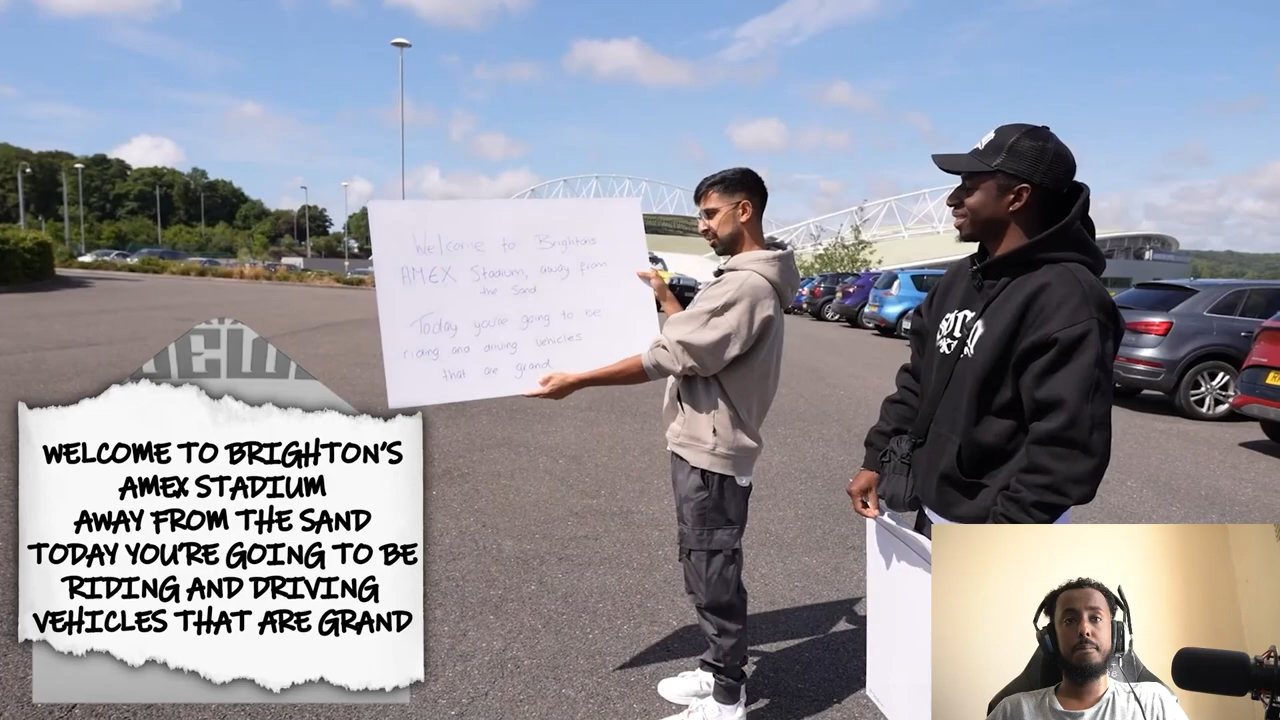 Welcome to Brightons
AMEX Stadium, away from
the Sand
Today you're going to be
riding and driving vehicles
that are grand
WELCOME TO BRIGHTON'S
AMEX STADIUM
AWAY FROM THE SAND
TODAY YOU'RE GOING TO BE
RIDING AND DRIVING
VEHICLES THAT ARE GRAND